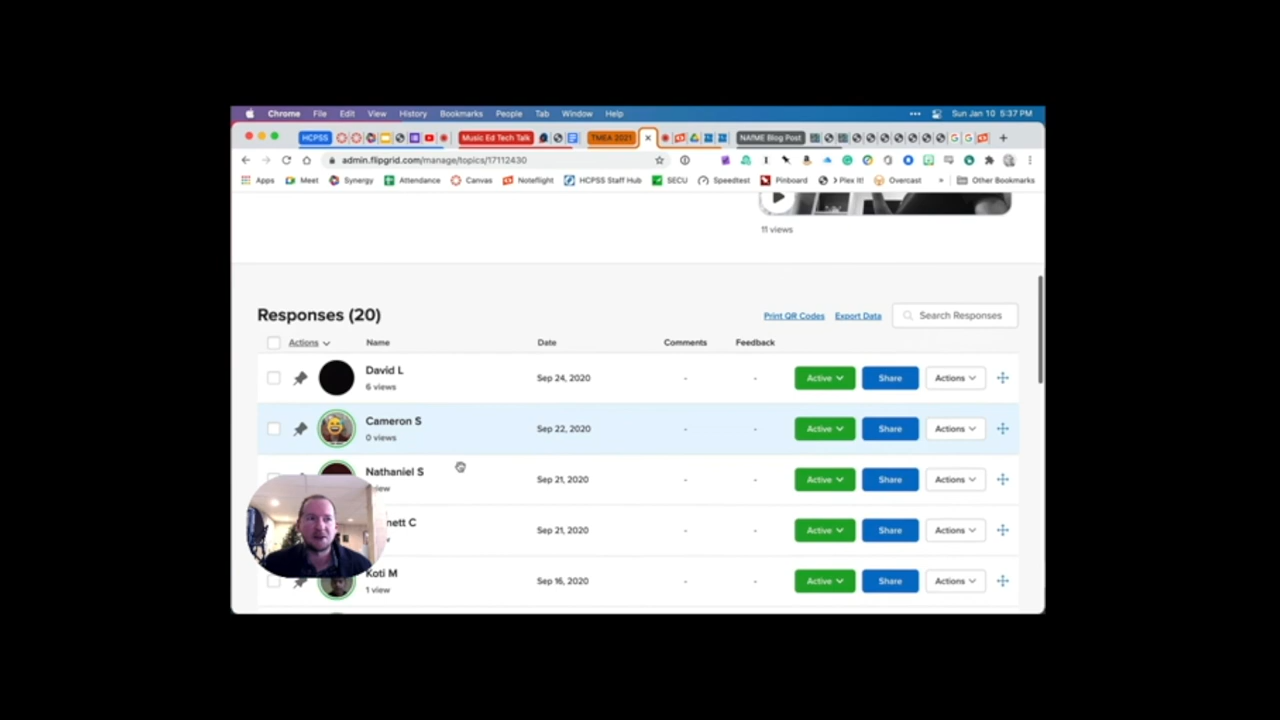 Chrome File Edit View History Bookmarks People Tab Window Help ••• Sun Jan 10 5:37 PM
HCPSS Music Ed Tech Talk TMEA 2021 NAfME Blog Post
admin.flipgrid.com/manage/topics/17112430
Apps Meet Synergy Attendance Canvas Noteflight HCPSS Staff Hub SECU Speedtest Pinboard > Plex It! Overcast » Other Bookmarks
11 views
Responses (20) Print QR Codes Export Data Search Responses
Actions Name Date Comments Feedback
David L
6 views
Sep 24, 2020 - - Active Share Actions
Cameron S
0 views
Sep 22, 2020 - - Active Share Actions
Nathaniel S
view
Sep 21, 2020 - - Active Share Actions
nett C
Sep 21, 2020 - - Active Share Actions
Koti M
1 view
Sep 16, 2020 - - Active Share Actions